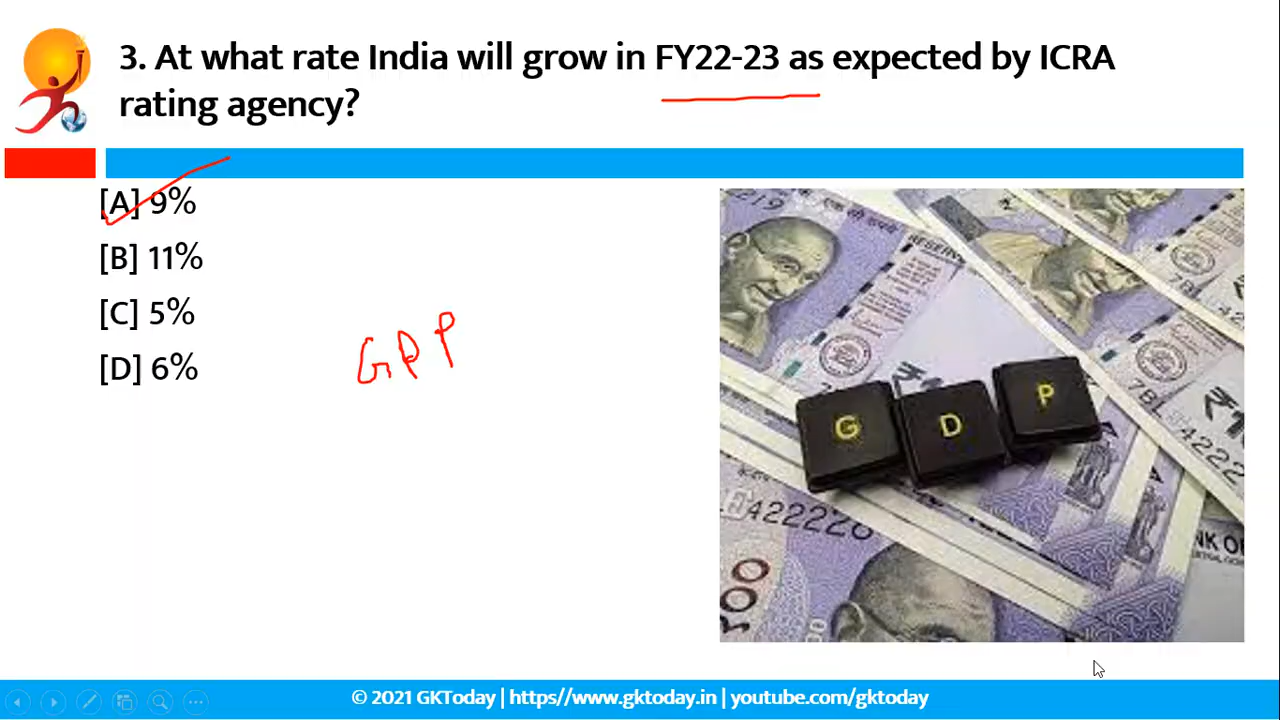 3. At what rate India will grow in FY22-23 as expected by ICRA
rating agency?
[A] 9%
[B] 11%
[C] 5%
[D] 6%
GDP
G D P
422228
© 2021 GKToday | https//www.gktoday.in | youtube.com/gktoday